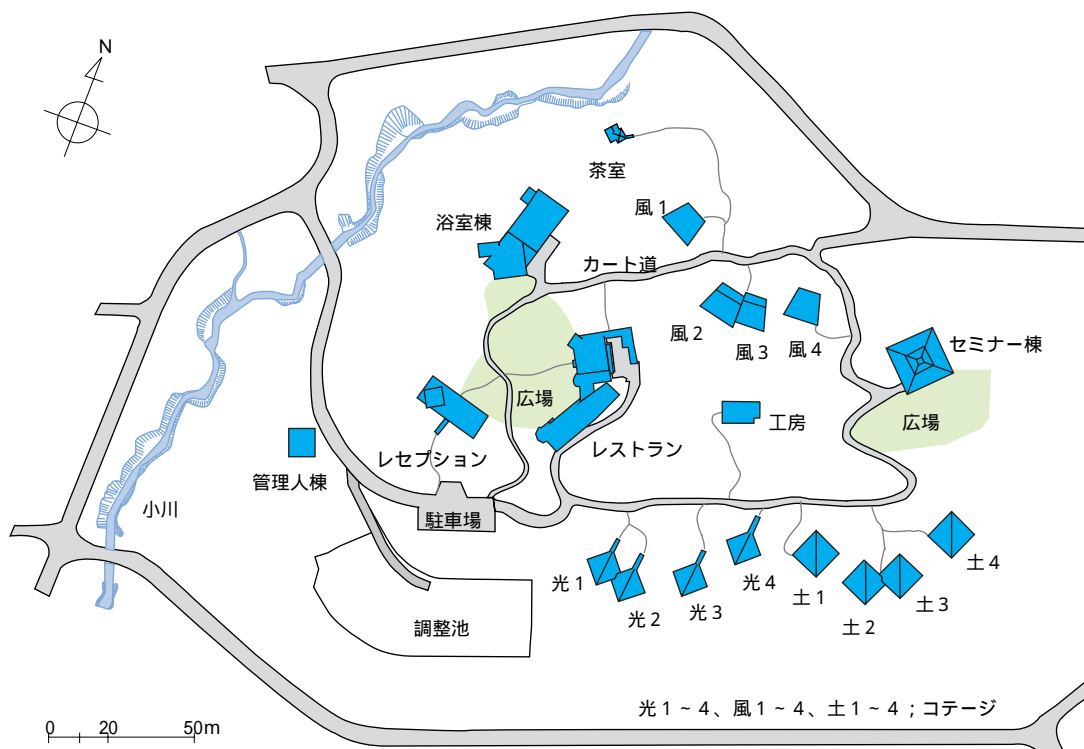 N
茶室
風1
浴室棟
カート道
風2
風3
風4
セミナー棟
広場
広場
工房
レセプション
レストラン
管理人棟
小川
駐車場
光1
光2
光3
光4
土1
土2
土3
土4
調整池
光1~4、風1~4、土1~4;コテージ
0 20 50m